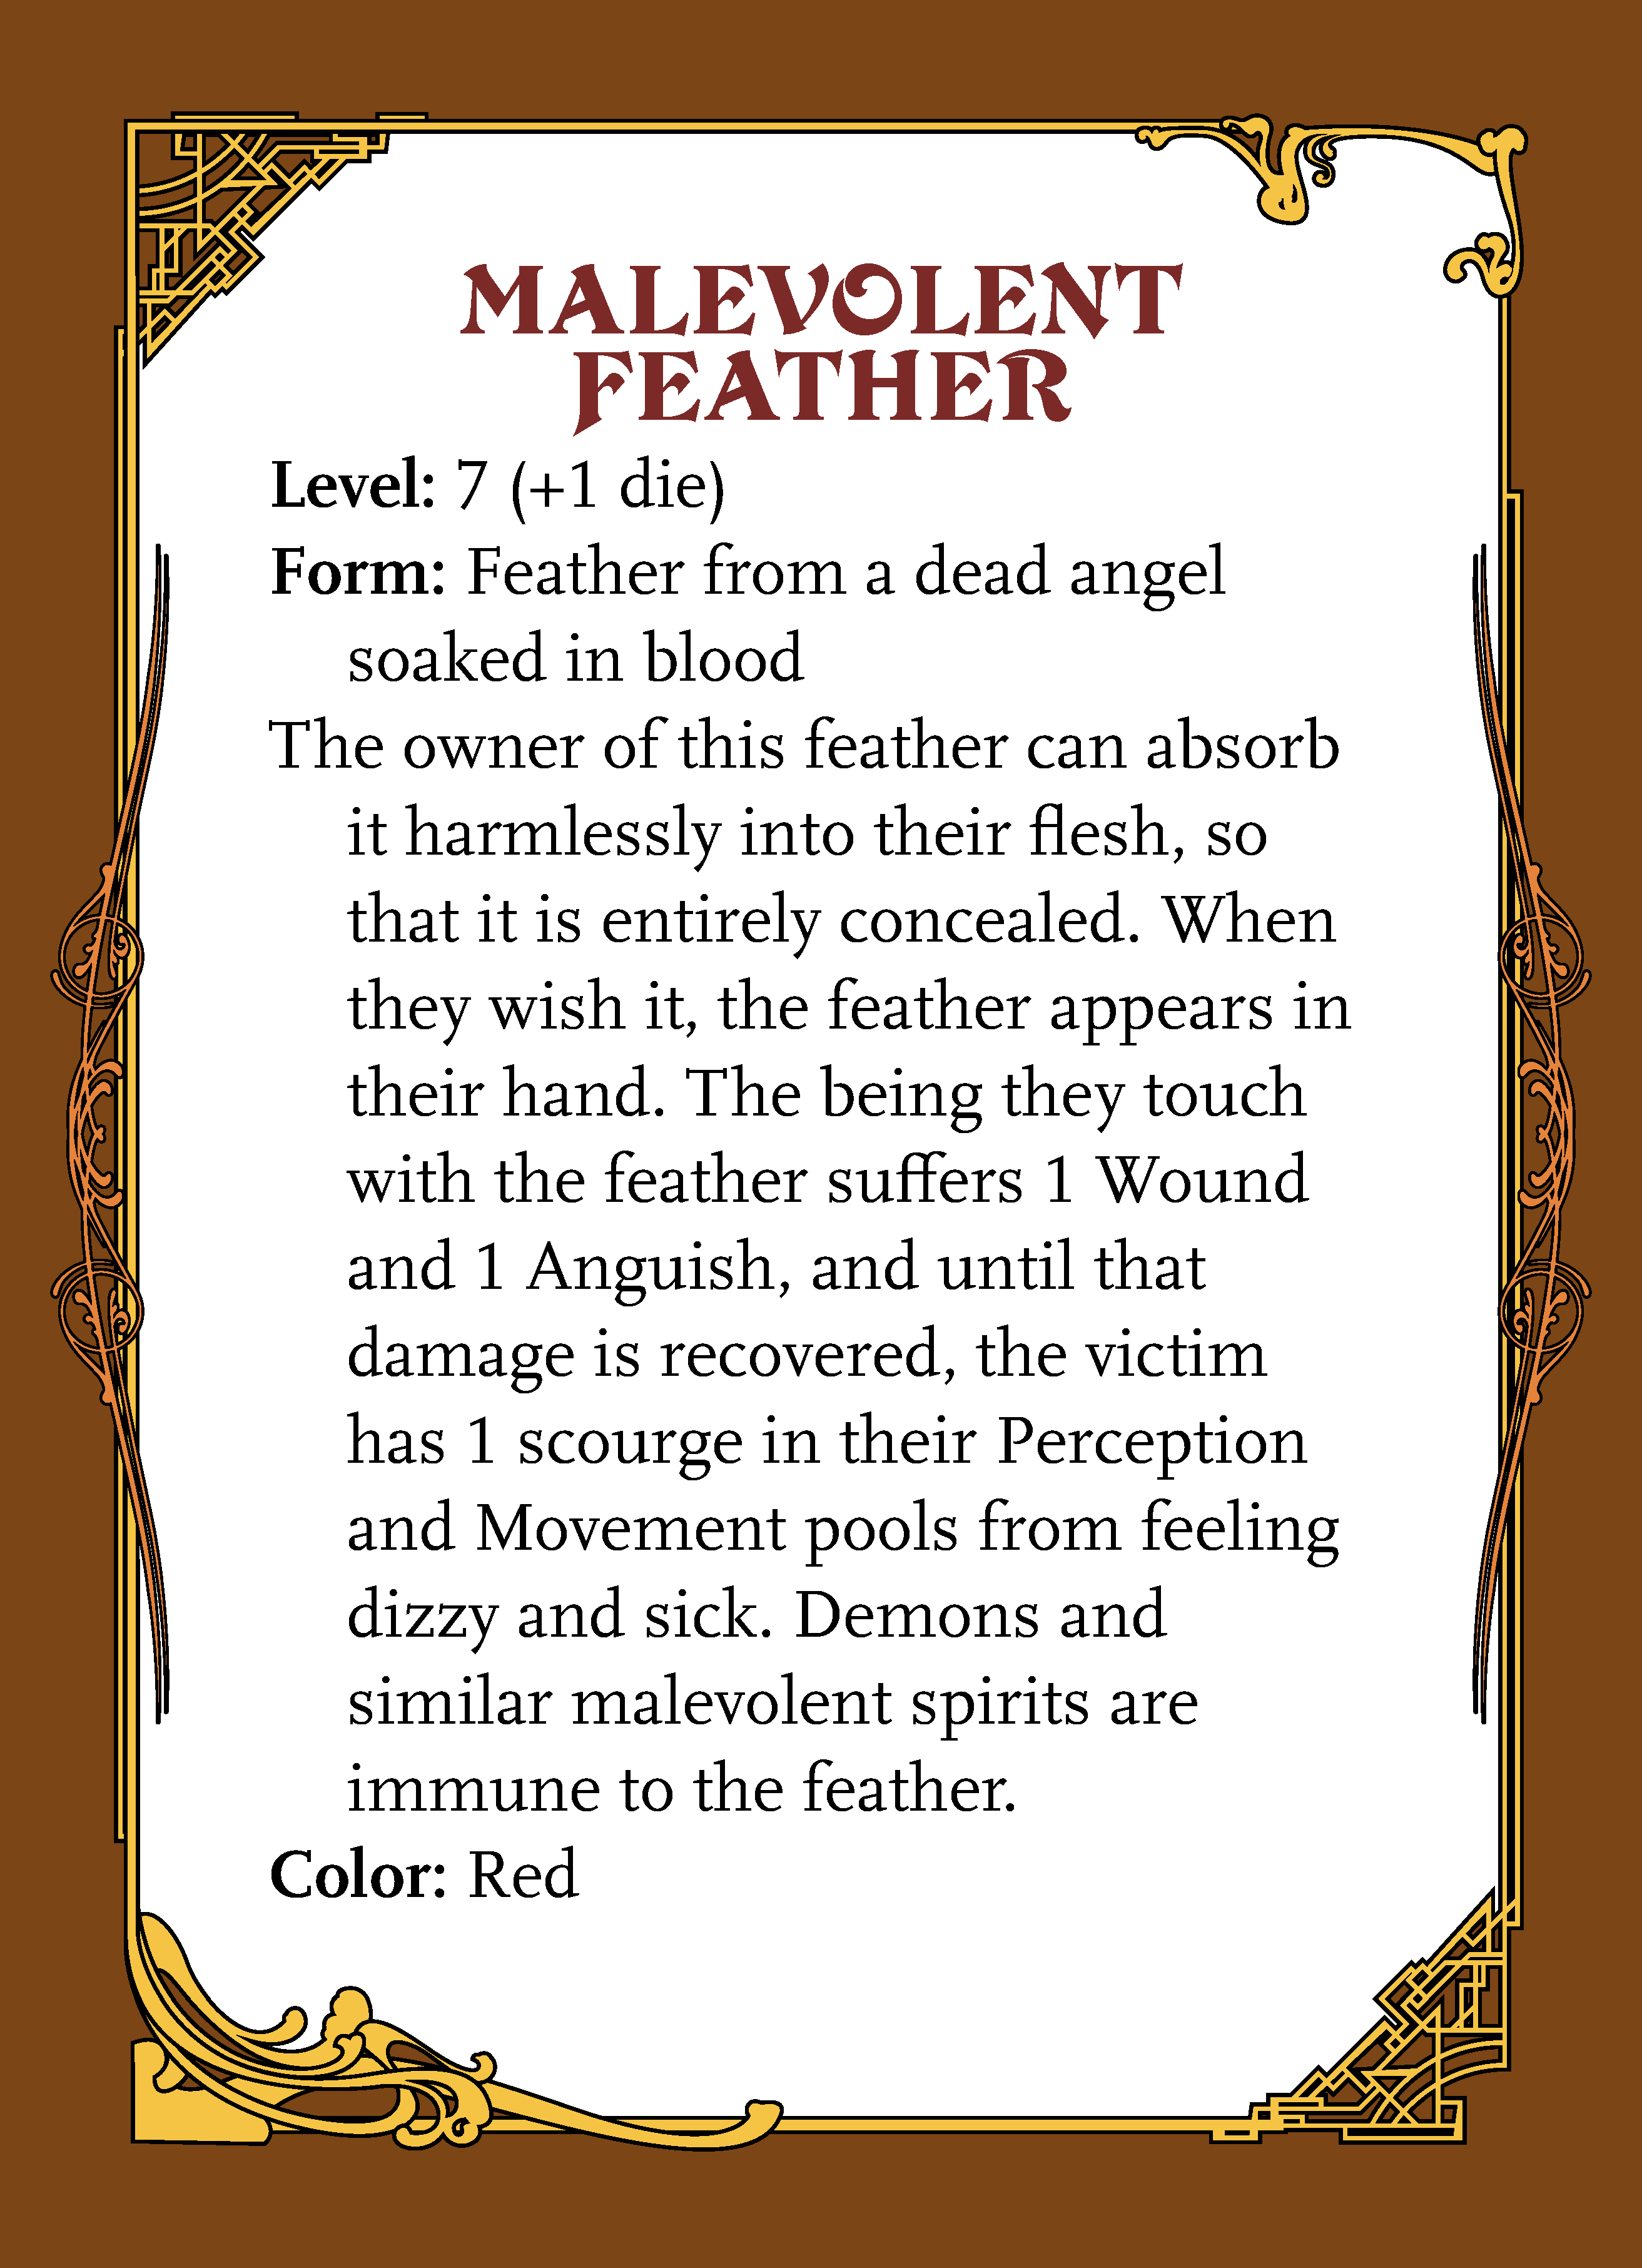 MALEVOLENT
FEATHER
Level: 7 (+1 die)
Form: Feather from a dead angel
soaked in blood
The owner of this feather can absorb
it harmlessly into their flesh, so
that it is entirely concealed. When
they wish it, the feather appears in
their hand. The being they touch
with the feather suffers 1 Wound
and 1 Anguish, and until that
damage is recovered, the victim
has 1 scourge in their Perception
and Movement pools from feeling
dizzy and sick. Demons and
similar malevolent spirits are
immune to the feather.
Color: Red